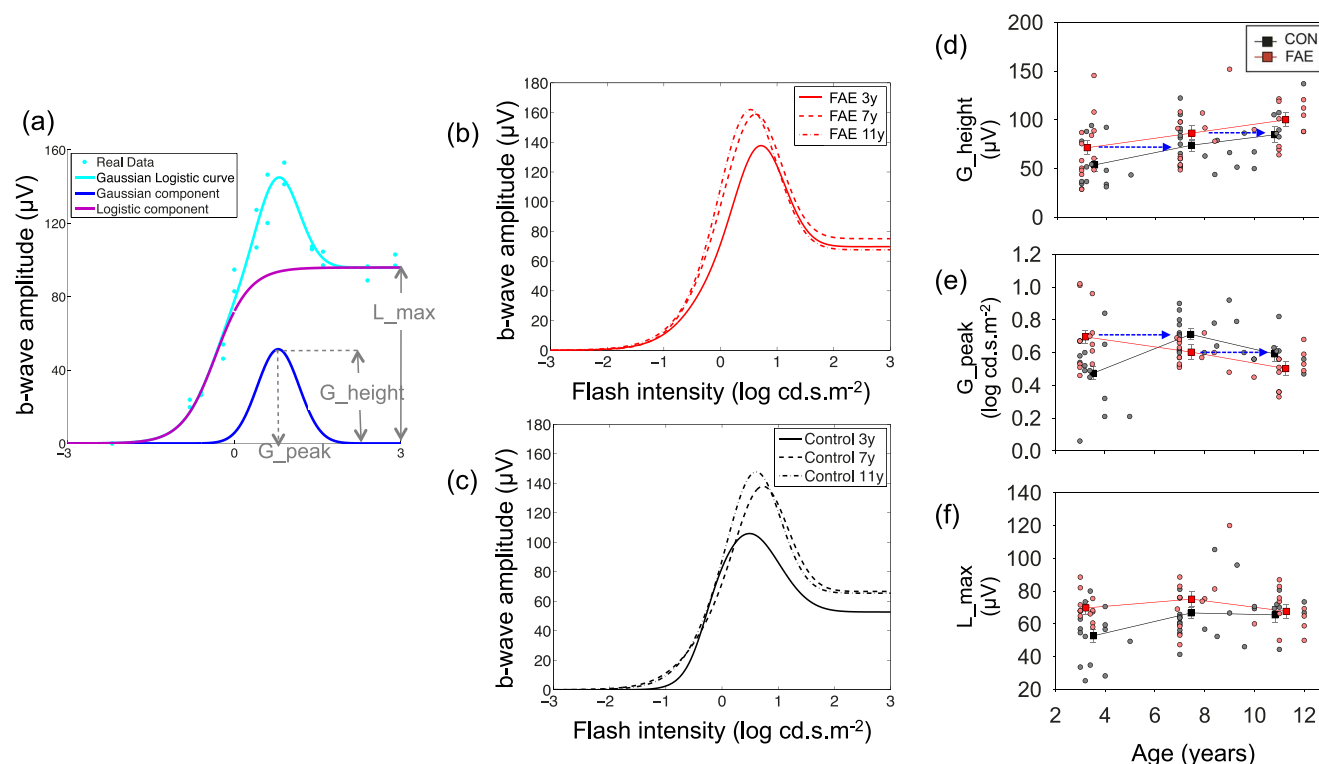 (a)
b-wave amplitude (µV)
160
120
80
40
0
-3
0
3
Real Data
Gaussian Logistic curve
Gaussian component
Logistic component
L_max
G_height
G_peak
(b)
b-wave amplitude (µV)
180
160
140
120
100
80
60
40
20
0
-3
-2
-1
0
1
2
3
FAE 3y
FAE 7y
FAE 11y
Flash intensity (log cd.s.m-2)
(c)
b-wave amplitude (µV)
180
160
140
120
100
80
60
40
20
0
-3
-2
-1
0
1
2
3
Control 3y
Control 7y
Control 11y
Flash intensity (log cd.s.m-2)
(d)
G_height
(µV)
200
150
100
50
0
CON
FAE
(e)
G_peak
(log cd.s.m-2)
1.2
1.0
0.8
0.6
0.4
0.2
0.0
(f)
L_max
(µV)
140
120
100
80
60
40
20
2
4
6
8
10
12
Age (years)